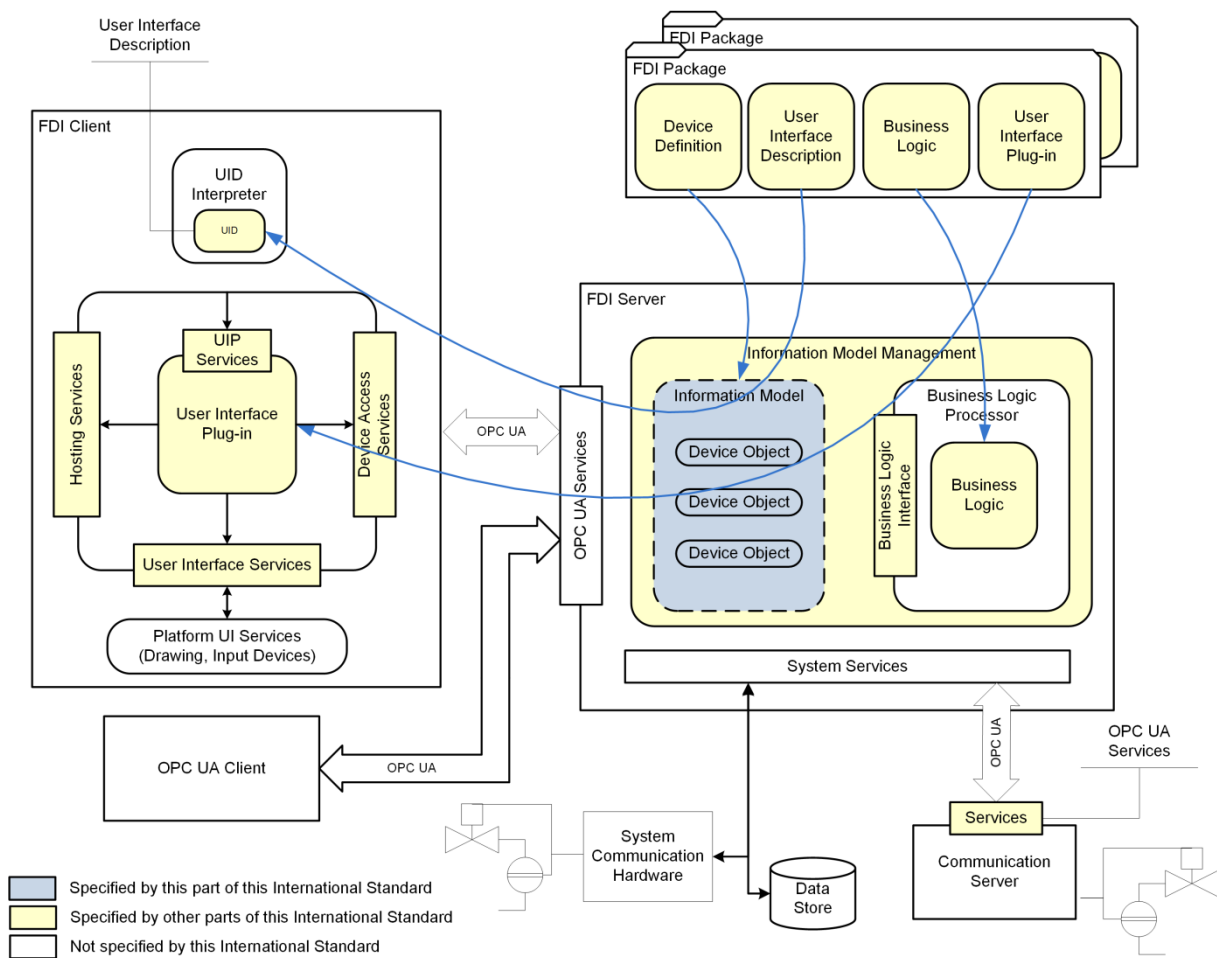 User Interface
Description
FDI Package
FDI Package
Device
Definition
User
Interface
Description
Business
Logic
User
Interface
Plug-in
FDI Client
UID
Interpreter
UID
UIP
Services
Hosting Services
User Interface
Plug-in
Device Access
Services
User Interface Services
Platform UI Services
(Drawing, Input Devices)
OPC UA
OPC UA Services
FDI Server
Information Model Management
Information Model
Device Object
Device Object
Device Object
Business Logic
Processor
Business Logic
Interface
Business
Logic
System Services
OPC UA Client
OPC UA
OPC UA
OPC UA
Services
System
Communication
Hardware
Data
Store
Services
Communication
Server
Specified by this part of this International Standard
Specified by other parts of this International Standard
Not specified by this International Standard